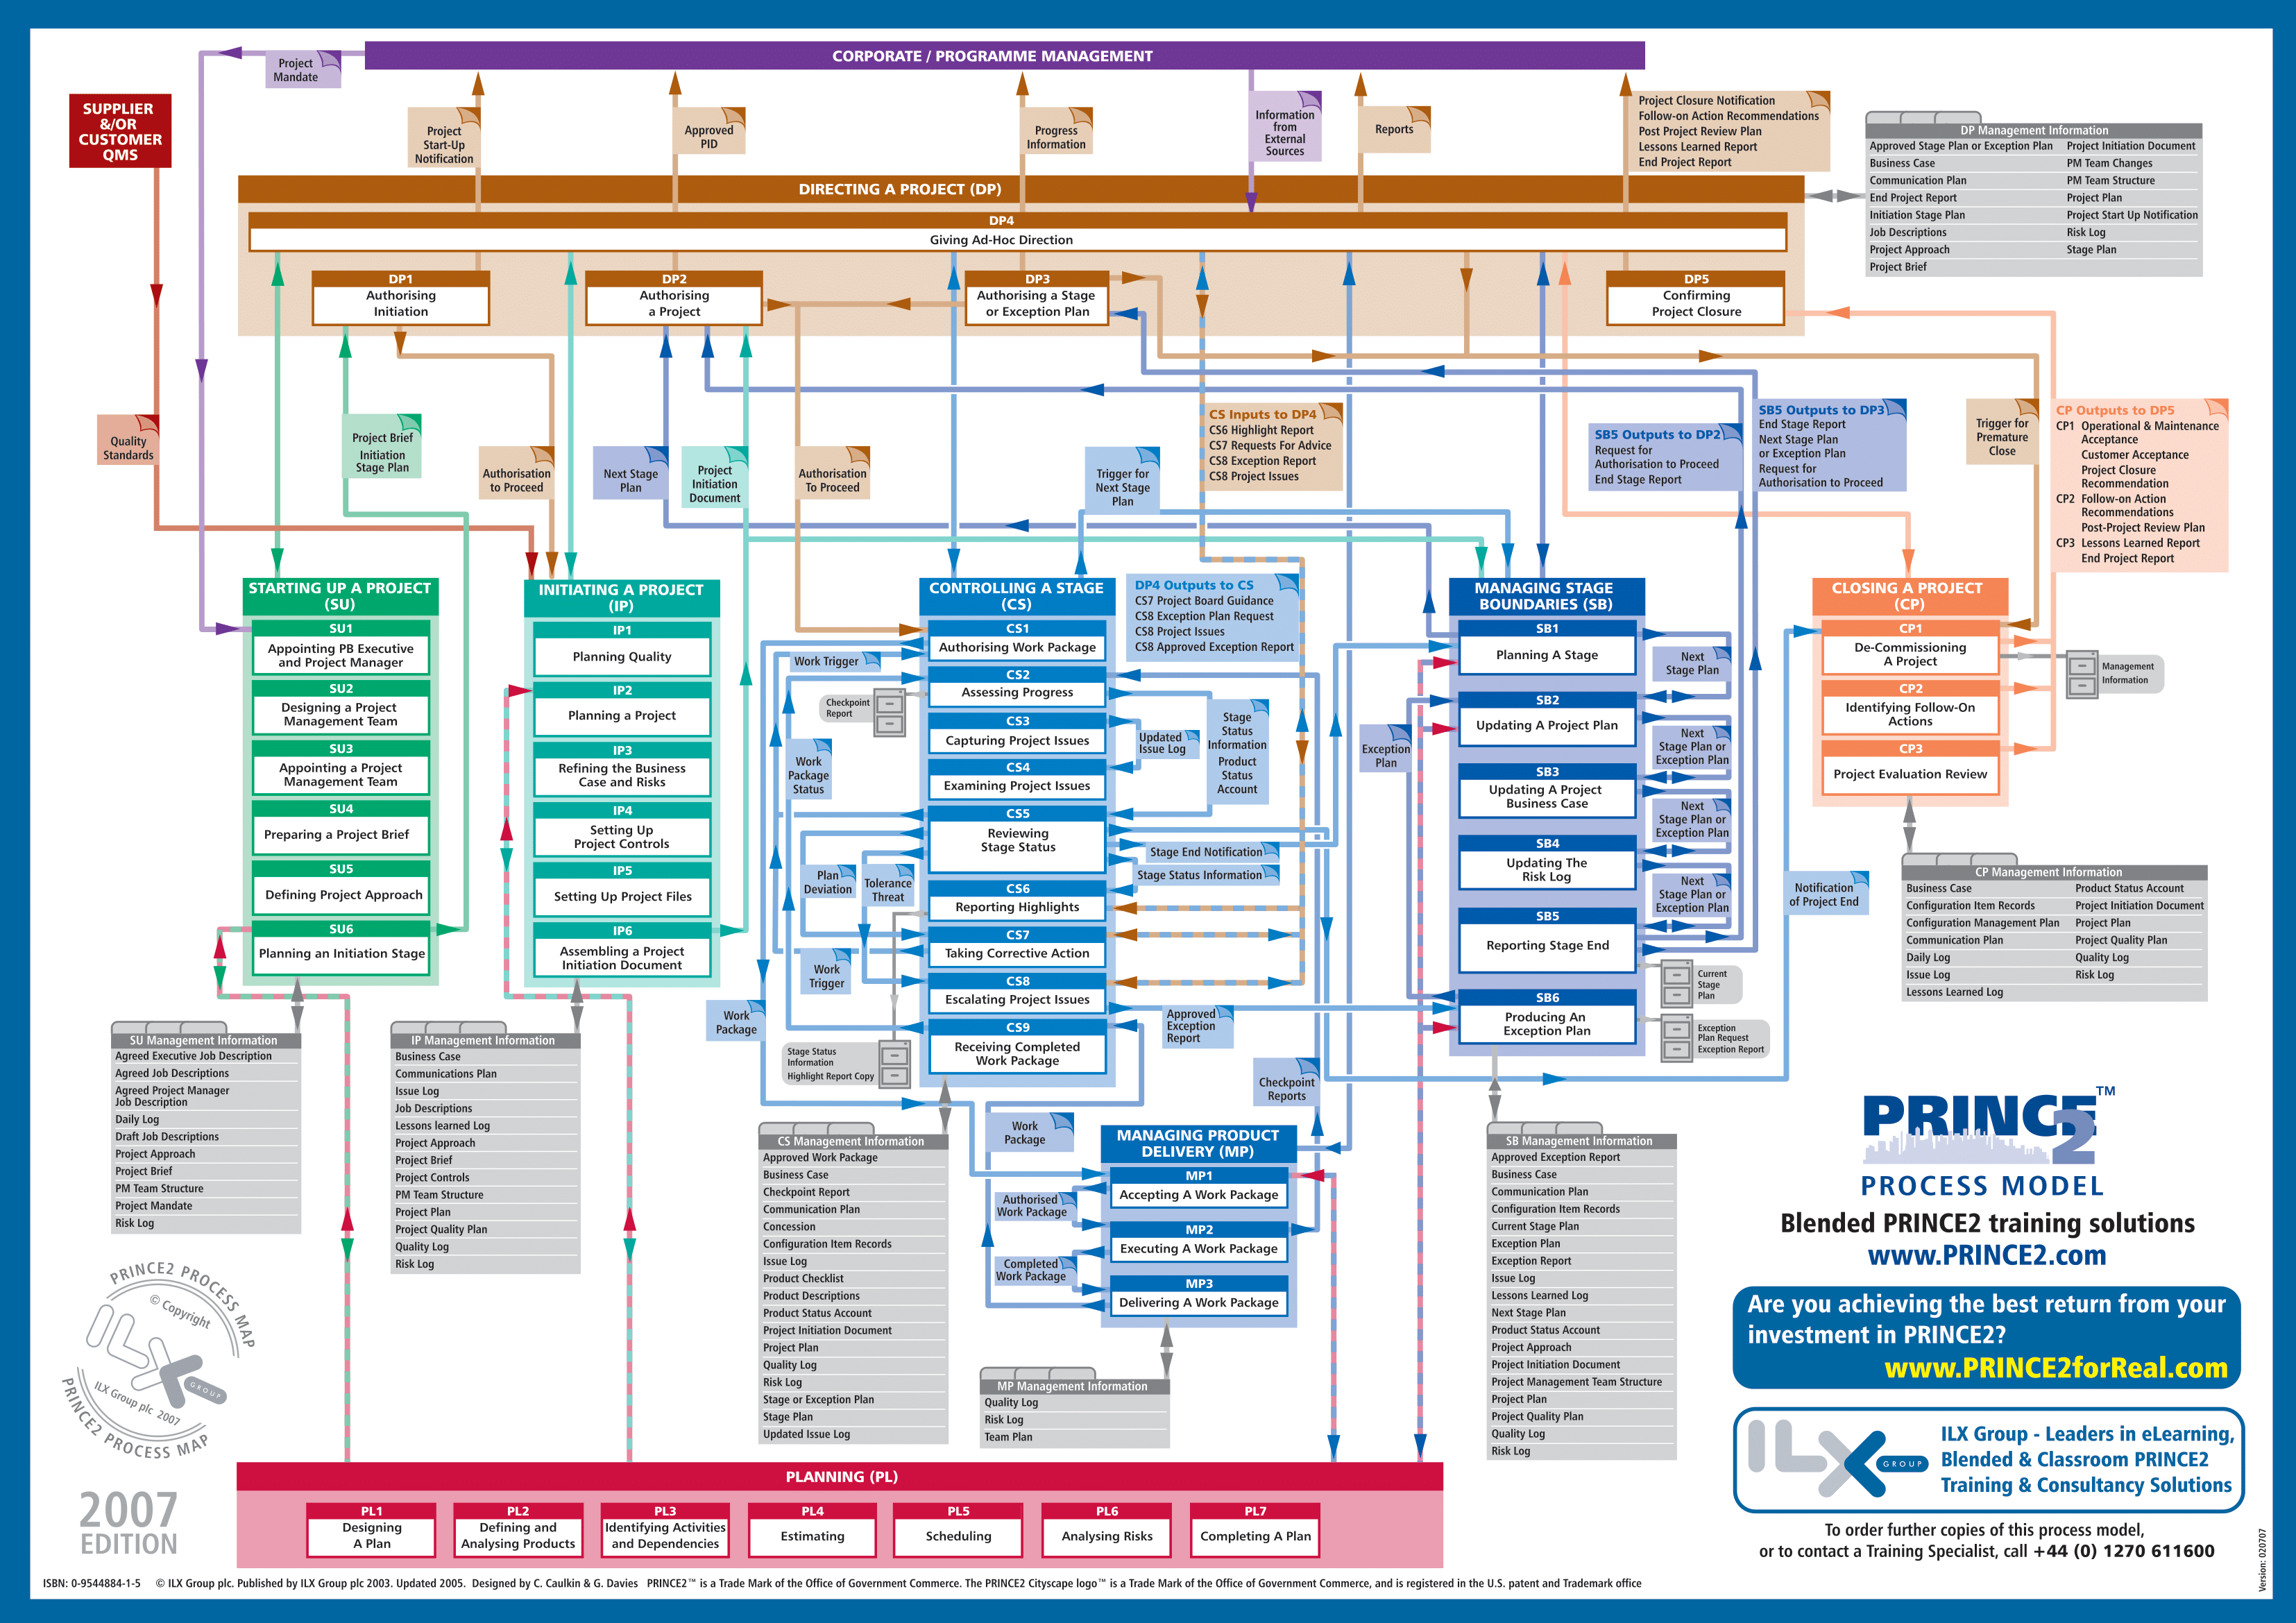 CORPORATE / PROGRAMME MANAGEMENT
Project
Mandate
SUPPLIER
&/OR
CUSTOMER
QMS
Project
Start-Up
Notification
Approved
PID
Progress
Information
Information
from
External
Sources
Reports
Project Closure Notification
Follow-on Action Recommendations
Post Project Review Plan
Lessons Learned Report
End Project Report
DP Management Information
Approved Stage Plan or Exception Plan
Business Case
Communication Plan
End Project Report
Initiation Stage Plan
Job Descriptions
Project Approach
Project Brief
Project Initiation Document
PM Team Changes
PM Team Structure
Project Plan
Project Start Up Notification
Risk Log
Stage Plan
DIRECTING A PROJECT (DP)
DP4
Giving Ad-Hoc Direction
DP1
Authorising
Initiation
DP2
Authorising
a Project
DP3
Authorising a Stage
or Exception Plan
DP5
Confirming
Project Closure
Quality
Standards
Project Brief
Initiation
Stage Plan
Authorisation
to Proceed
Next Stage
Plan
Project
Initiation
Document
Authorisation
To Proceed
Trigger for
Next Stage
Plan
CS Inputs to DP4
CS6 Highlight Report
CS7 Requests For Advice
CS8 Exception Report
CS8 Project Issues
SB5 Outputs to DP2
Request for
Authorisation to Proceed
End Stage Report
SB5 Outputs to DP3
End Stage Report
Next Stage Plan
or Exception Plan
Request for
Authorisation to Proceed
Trigger for
Premature
Close
CP Outputs to DP5
CP1 Operational & Maintenance
Acceptance
Customer Acceptance
Project Closure
Recommendation
CP2 Follow-on Action
Recommendations
Post-Project Review Plan
CP3 Lessons Learned Report
End Project Report
STARTING UP A PROJECT
(SU)
SU1
Appointing PB Executive
and Project Manager
SU2
Designing a Project
Management Team
SU3
Appointing a Project
Management Team
SU4
Preparing a Project Brief
SU5
Defining Project Approach
SU6
Planning an Initiation Stage
INITIATING A PROJECT
(IP)
IP1
Planning Quality
IP2
Planning a Project
IP3
Refining the Business
Case and Risks
IP4
Setting Up
Project Controls
IP5
Setting Up Project Files
IP6
Assembling a Project
Initiation Document
CONTROLLING A STAGE
(CS)
CS1
Authorising Work Package
CS2
Assessing Progress
CS3
Capturing Project Issues
CS4
Examining Project Issues
CS5
Reviewing
Stage Status
CS6
Reporting Highlights
CS7
Taking Corrective Action
CS8
Escalating Project Issues
CS9
Receiving Completed
Work Package
DP4 Outputs to CS
CS7 Project Board Guidance
CS8 Exception Plan Request
CS8 Project Issues
CS8 Approved Exception Report
Work Trigger
Checkpoint
Report
Work
Package
Status
Updated
Issue Log
Stage
Status
Information
Product
Status
Account
Stage End Notification
Stage Status Information
Plan
Deviation
Tolerance
Threat
Work
Trigger
Work
Package
Approved
Exception
Report
Stage Status
Information
Highlight Report Copy
Exception
Plan
MANAGING STAGE
BOUNDARIES (SB)
SB1
Planning A Stage
SB2
Updating A Project Plan
SB3
Updating A Project
Business Case
SB4
Updating The
Risk Log
SB5
Reporting Stage End
SB6
Producing An
Exception Plan
Next
Stage Plan
Next
Stage Plan or
Exception Plan
Next
Stage Plan or
Exception Plan
Next
Stage Plan or
Exception Plan
Current
Stage
Plan
Exception
Plan Request
Exception Report
CLOSING A PROJECT
(CP)
CP1
De-Commissioning
A Project
CP2
Identifying Follow-On
Actions
CP3
Project Evaluation Review
Management
Information
Notification
of Project End
CP Management Information
Business Case
Configuration Item Records
Configuration Management Plan
Communication Plan
Daily Log
Issue Log
Lessons Learned Log
Product Status Account
Project Initiation Document
Project Plan
Project Quality Plan
Quality Log
Risk Log
SU Management Information
Agreed Executive Job Description
Agreed Job Descriptions
Agreed Project Manager
Job Description
Daily Log
Draft Job Descriptions
Project Approach
Project Brief
PM Team Structure
Project Mandate
Risk Log
IP Management Information
Business Case
Communications Plan
Issue Log
Job Descriptions
Lessons learned Log
Project Approach
Project Brief
Project Controls
PM Team Structure
Project Plan
Project Quality Plan
Quality Log
Risk Log
CS Management Information
Approved Work Package
Business Case
Checkpoint Report
Communication Plan
Concession
Configuration Item Records
Issue Log
Product Checklist
Product Descriptions
Product Status Account
Project Initiation Document
Project Plan
Quality Log
Risk Log
Stage or Exception Plan
Stage Plan
Updated Issue Log
Work
Package
Checkpoint
Reports
MANAGING PRODUCT
DELIVERY (MP)
MP1
Accepting A Work Package
MP2
Executing A Work Package
MP3
Delivering A Work Package
Authorised
Work Package
Completed
Work Package
MP Management Information
Quality Log
Risk Log
Team Plan
SB Management Information
Approved Exception Report
Business Case
Communication Plan
Configuration Item Records
Current Stage Plan
Exception Plan
Exception Report
Issue Log
Lessons Learned Log
Next Stage Plan
Product Status Account
Project Approach
Project Initiation Document
Project Management Team Structure
Project Plan
Project Quality Plan
Quality Log
Risk Log
PRINCE2™
PROCESS MODEL
Blended PRINCE2 training solutions
www.PRINCE2.com
Are you achieving the best return from your
investment in PRINCE2?
www.PRINCE2forReal.com
ILX GROUP
ILX Group - Leaders in eLearning,
Blended & Classroom PRINCE2
Training & Consultancy Solutions
To order further copies of this process model,
or to contact a Training Specialist, call +44 (0) 1270 611600
PRINCE2 PROCESS MAP
© Copyright
ILX GROUP
ILX Group plc 2007
PRINCE2 PROCESS MAP
2007
EDITION
PLANNING (PL)
PL1
Designing
A Plan
PL2
Defining and
Analysing Products
PL3
Identifying Activities
and Dependencies
PL4
Estimating
PL5
Scheduling
PL6
Analysing Risks
PL7
Completing A Plan
ISBN: 0-9544884-1-5 © ILX Group plc. Published by ILX Group plc 2003. Updated 2005. Designed by C. Caulkin & G. Davies PRINCE2™ is a Trade Mark of the Office of Government Commerce. The PRINCE2 Cityscape logo™ is a Trade Mark of the Office of Government Commerce, and is registered in the U.S. patent and Trademark office
Version: 020707